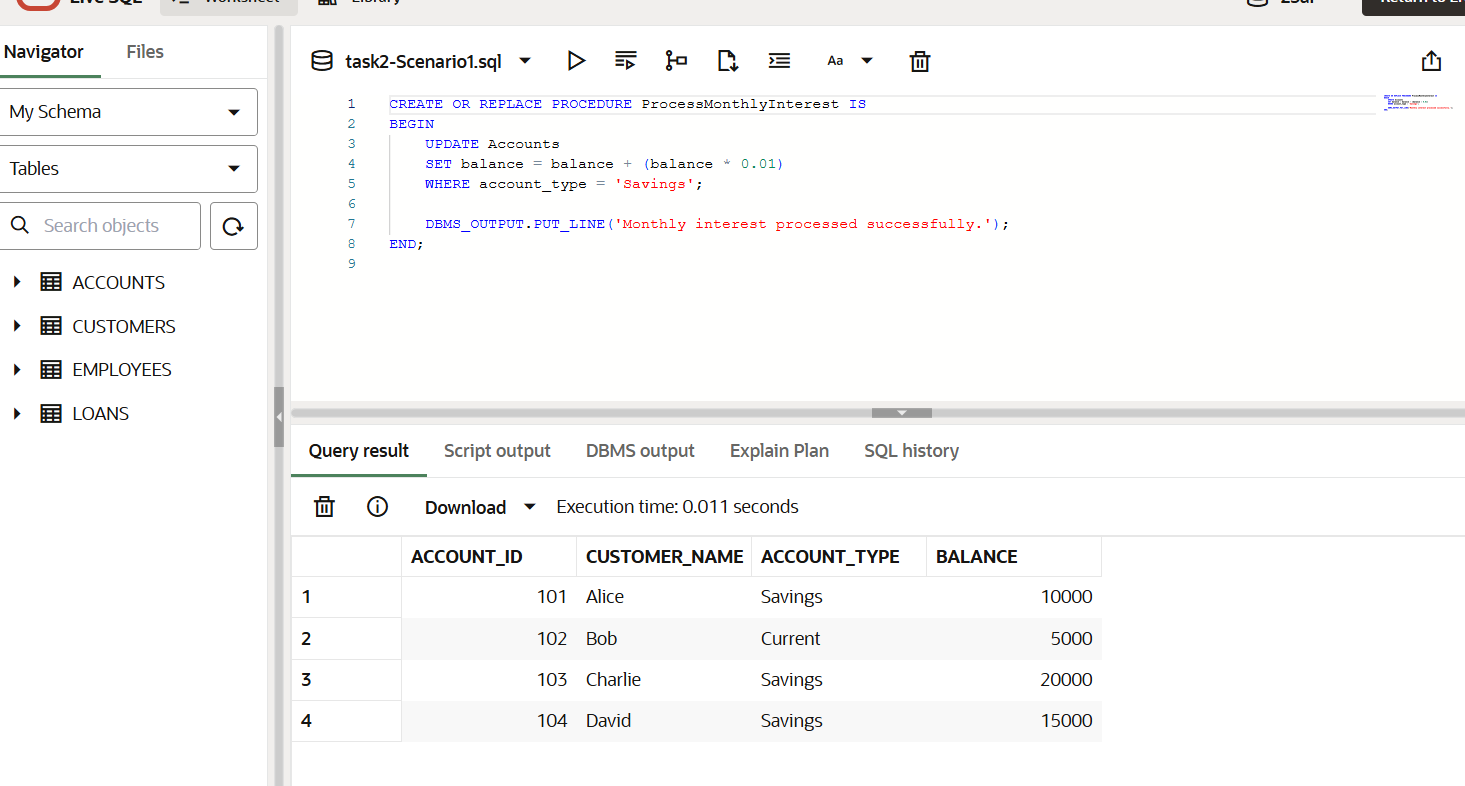 Live SQL
Worksheet
Library
Navigator
Files
My Schema
Tables
Search objects
ACCOUNTS
CUSTOMERS
EMPLOYEES
LOANS
task2-Scenario1.sql
Aa
1 CREATE OR REPLACE PROCEDURE ProcessMonthlyInterest IS
2 BEGIN
3 UPDATE Accounts
4 SET balance = balance + (balance * 0.01)
5 WHERE account_type = 'Savings';
6
7 DBMS_OUTPUT.PUT_LINE('Monthly interest processed successfully.');
8 END;
9
Query result Script output DBMS output Explain Plan SQL history
Download Execution time: 0.011 seconds
ACCOUNT_ID CUSTOMER_NAME ACCOUNT_TYPE BALANCE
1 101 Alice Savings 10000
2 102 Bob Current 5000
3 103 Charlie Savings 20000
4 104 David Savings 15000